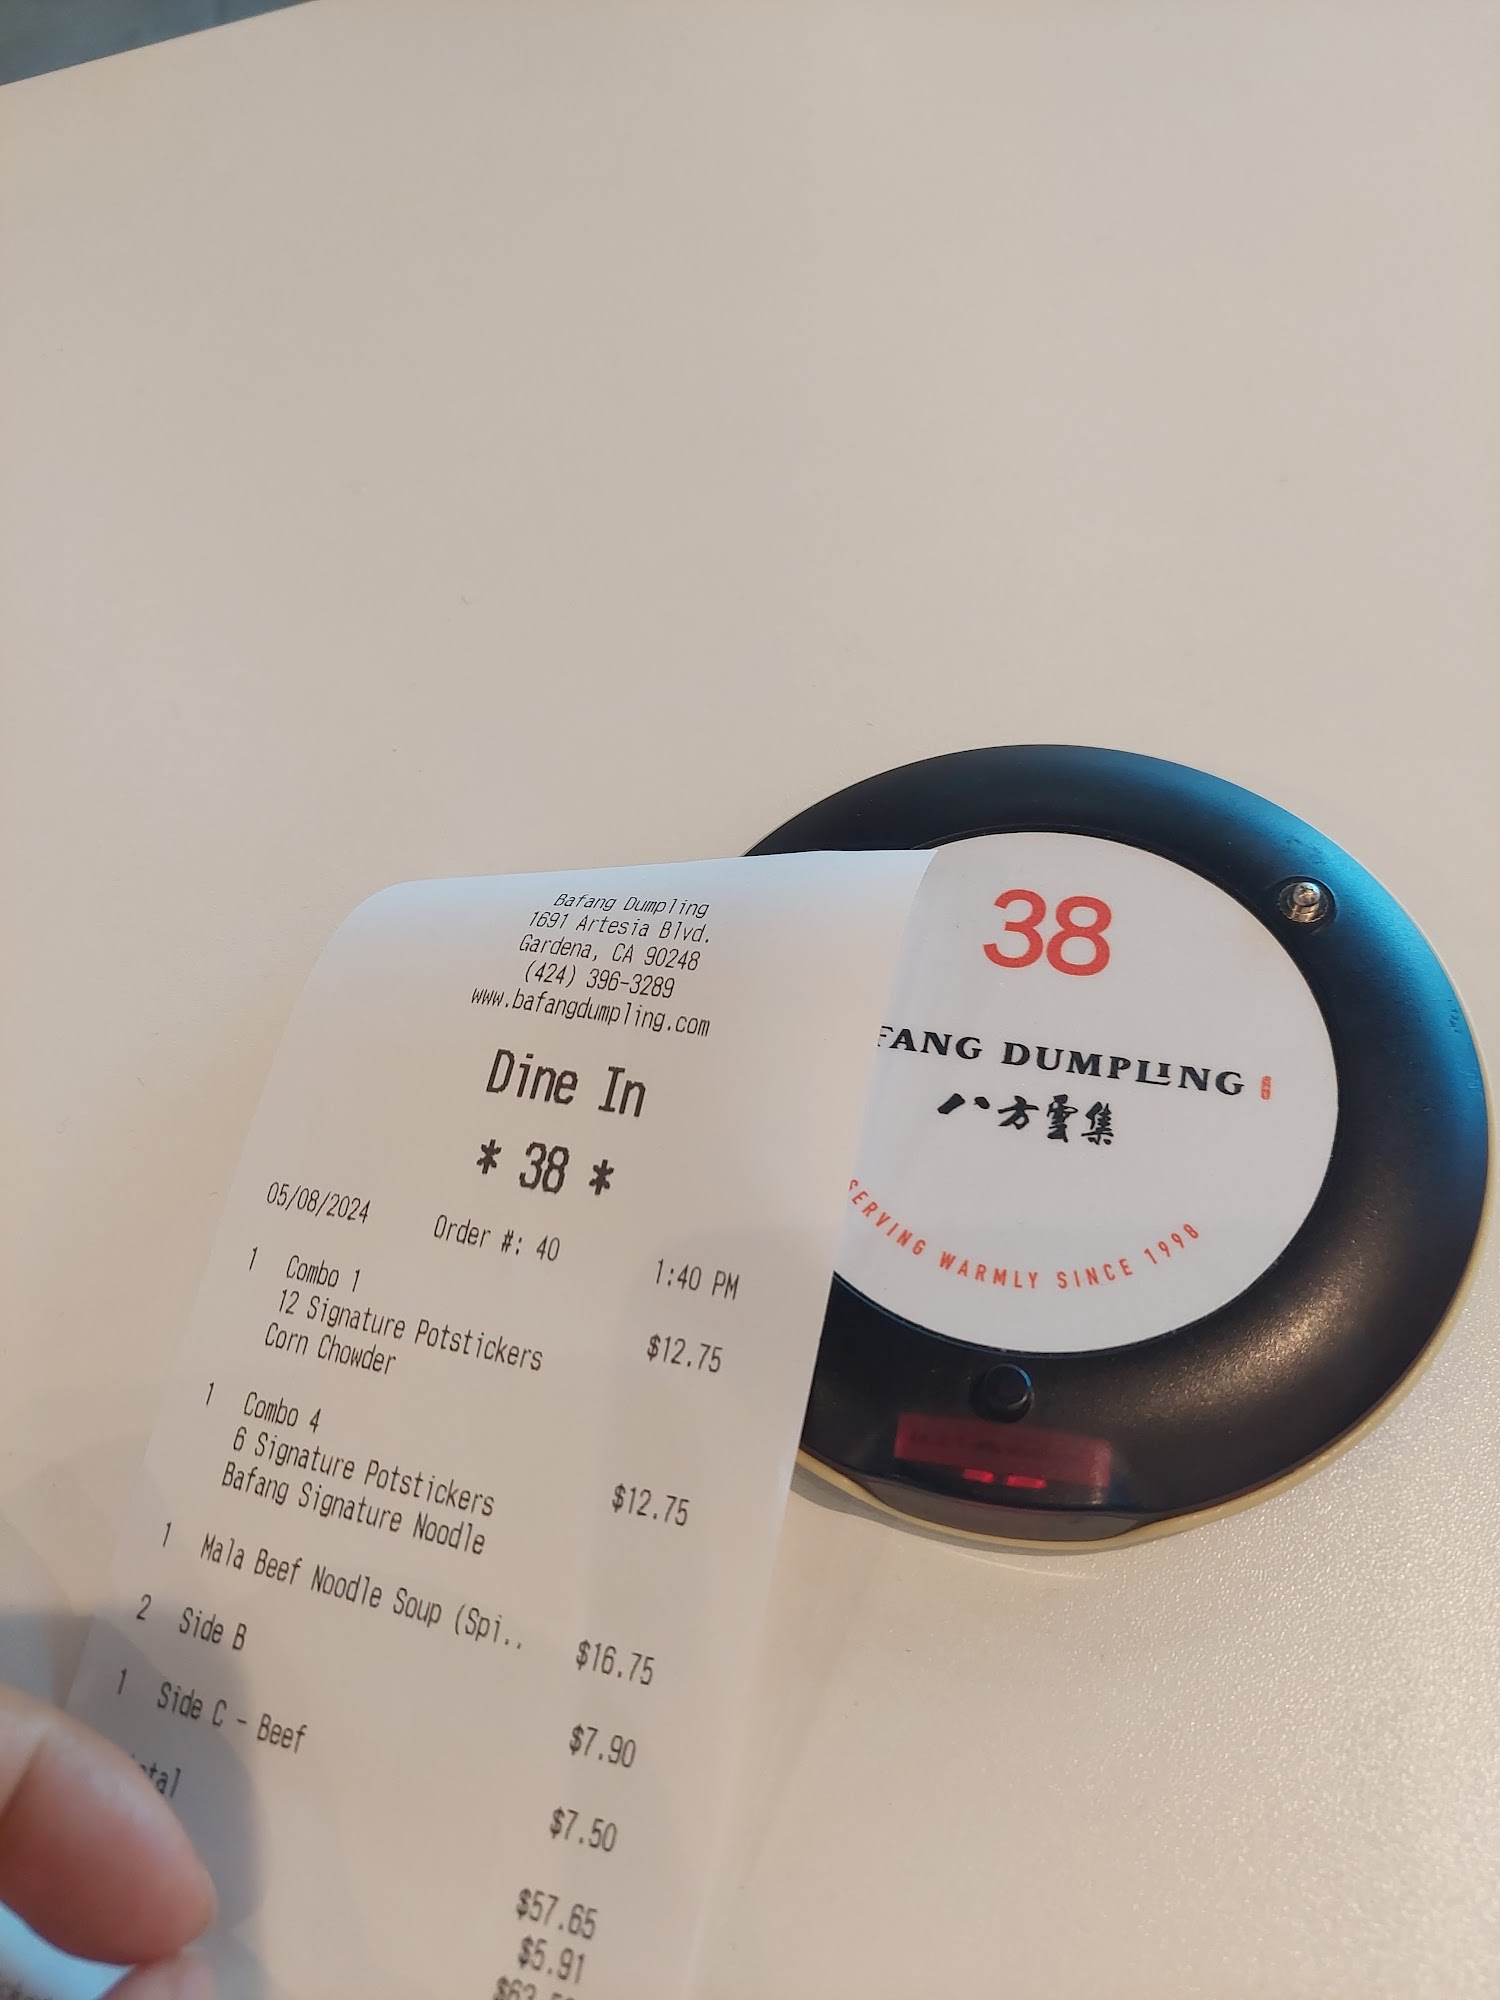 Bafang Dumpling
1691 Artesia Blvd.
Gardena, CA 90248
(424) 396-3289
www.bafangdumpling.com
Dine In
* 38 *
05/08/2024 Order #: 40 1:40 PM
1 Combo 1 $12.75
12 Signature Potstickers
Corn Chowder
1 Combo 4 $12.75
6 Signature Potstickers
Bafang Signature Noodle
1 Mala Beef Noodle Soup (Spi.. $16.75
2 Side B $7.90
1 Side C - Beef $7.50
$57.65
$5.91
38
FANG DUMPLING
八方雲集
SERVING WARMLY SINCE 1998